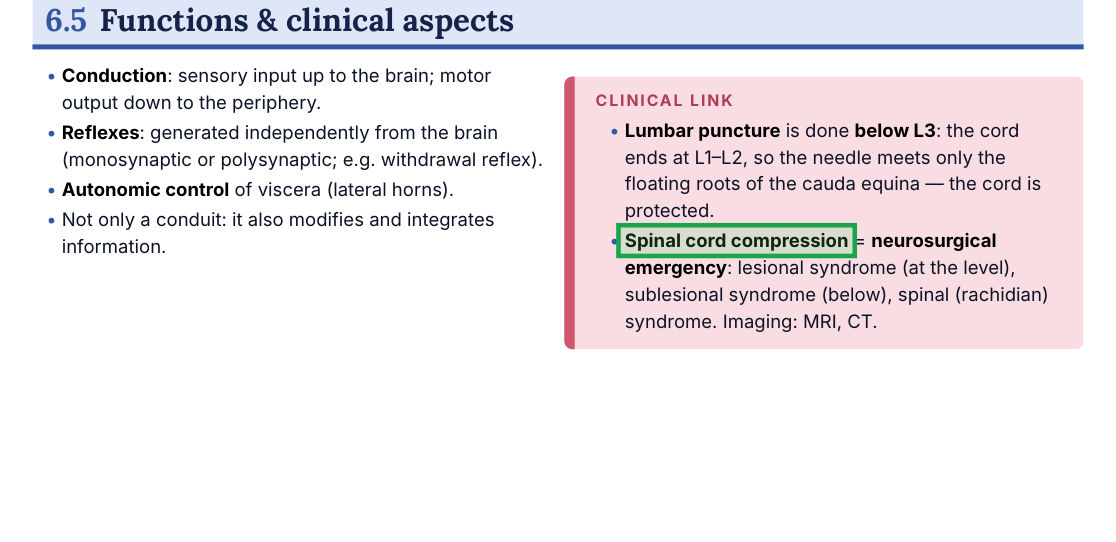 6.5 Functions & clinical aspects
• Conduction: sensory input up to the brain; motor
output down to the periphery.
• Reflexes: generated independently from the brain
(monosynaptic or polysynaptic; e.g. withdrawal reflex).
• Autonomic control of viscera (lateral horns).
• Not only a conduit: it also modifies and integrates
information.
CLINICAL LINK
• Lumbar puncture is done below L3: the cord
ends at L1–L2, so the needle meets only the
floating roots of the cauda equina — the cord is
protected.
• Spinal cord compression = neurosurgical
emergency: lesional syndrome (at the level),
sublesional syndrome (below), spinal (rachidian)
syndrome. Imaging: MRI, CT.